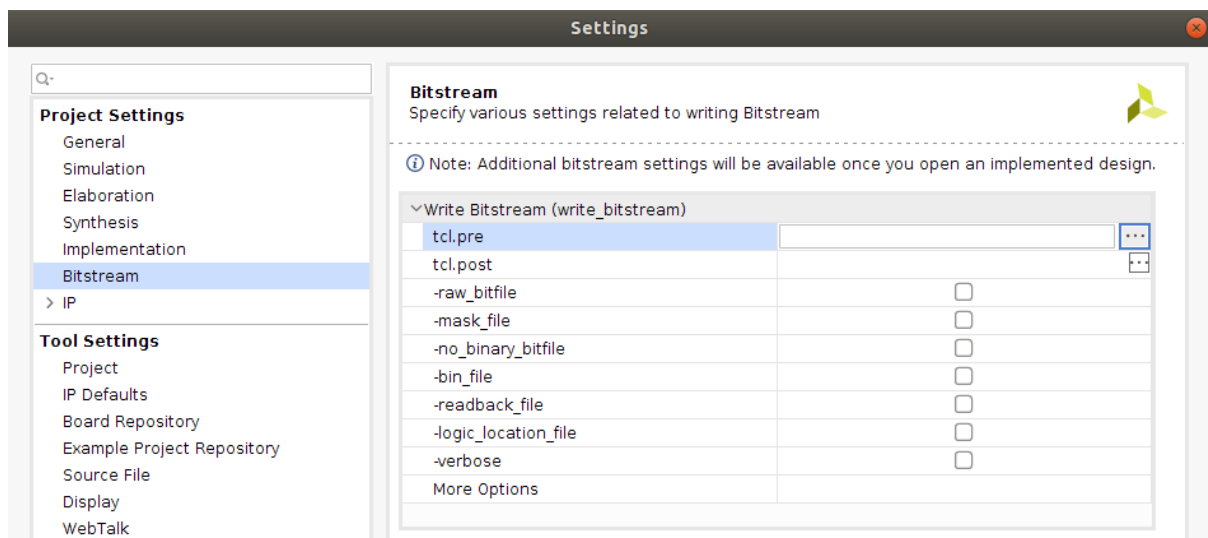 Settings
Project Settings
General
Simulation
Elaboration
Synthesis
Implementation
Bitstream
IP
Tool Settings
Project
IP Defaults
Board Repository
Example Project Repository
Source File
Display
WebTalk
Bitstream
Specify various settings related to writing Bitstream
Note: Additional bitstream settings will be available once you open an implemented design.
Write Bitstream (write_bitstream)
tcl.pre
tcl.post
-raw_bitfile
-mask_file
-no_binary_bitfile
-bin_file
-readback_file
-logic_location_file
-verbose
More Options